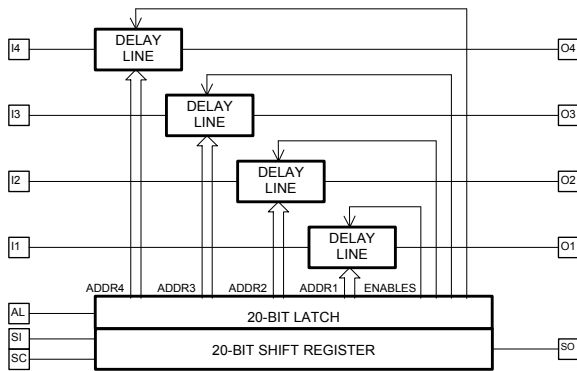 I4
DELAY
LINE
O4
I3
DELAY
LINE
O3
I2
DELAY
LINE
O2
I1
DELAY
LINE
O1
ADDR4 ADDR3 ADDR2 ADDR1 ENABLES
AL
20-BIT LATCH
SI
20-BIT SHIFT REGISTER
SO
SC